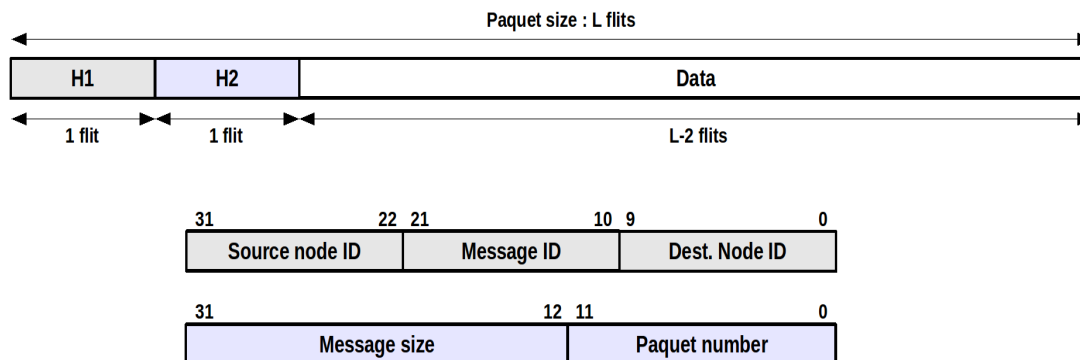 Paquet size : L flits
H1 H2 Data
1 flit 1 flit L-2 flits
31 22 21 10 9 0
Source node ID Message ID Dest. Node ID
31 12 11 0
Message size Paquet number